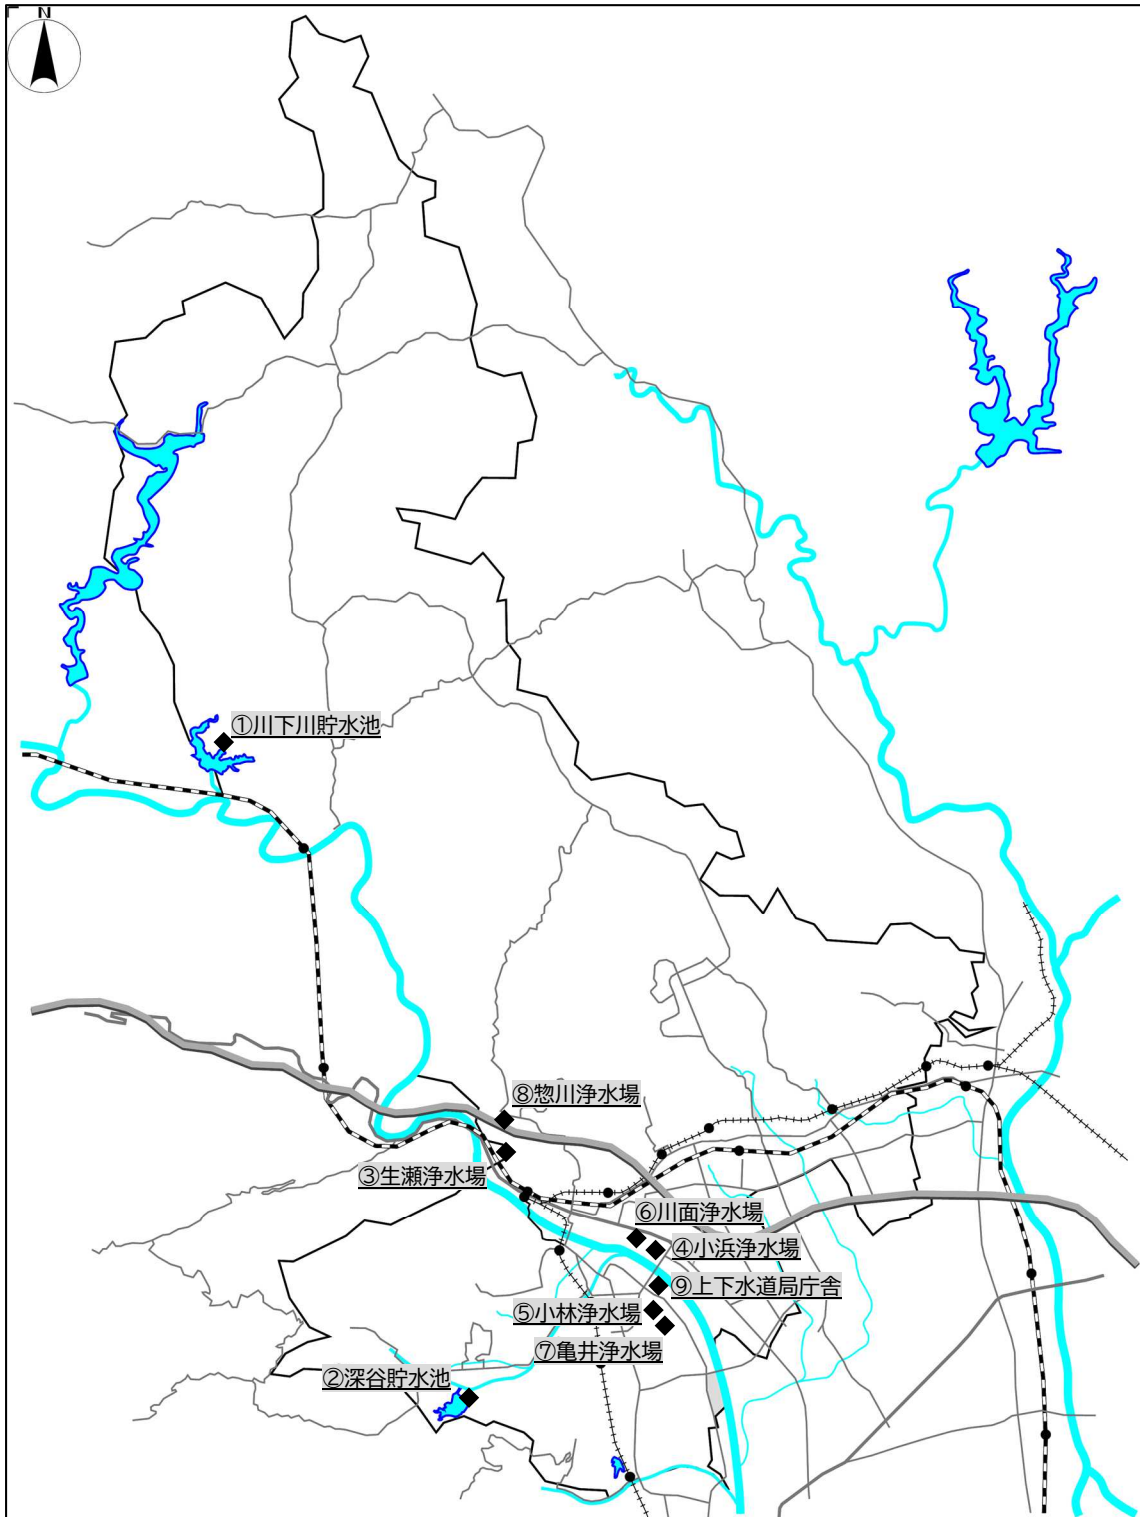 N
①川下川貯水池
⑧惣川浄水場
③生瀬浄水場
⑥川面浄水場
④小浜浄水場
⑨上下水道局庁舎
⑤小林浄水場
⑦亀井浄水場
②深谷貯水池